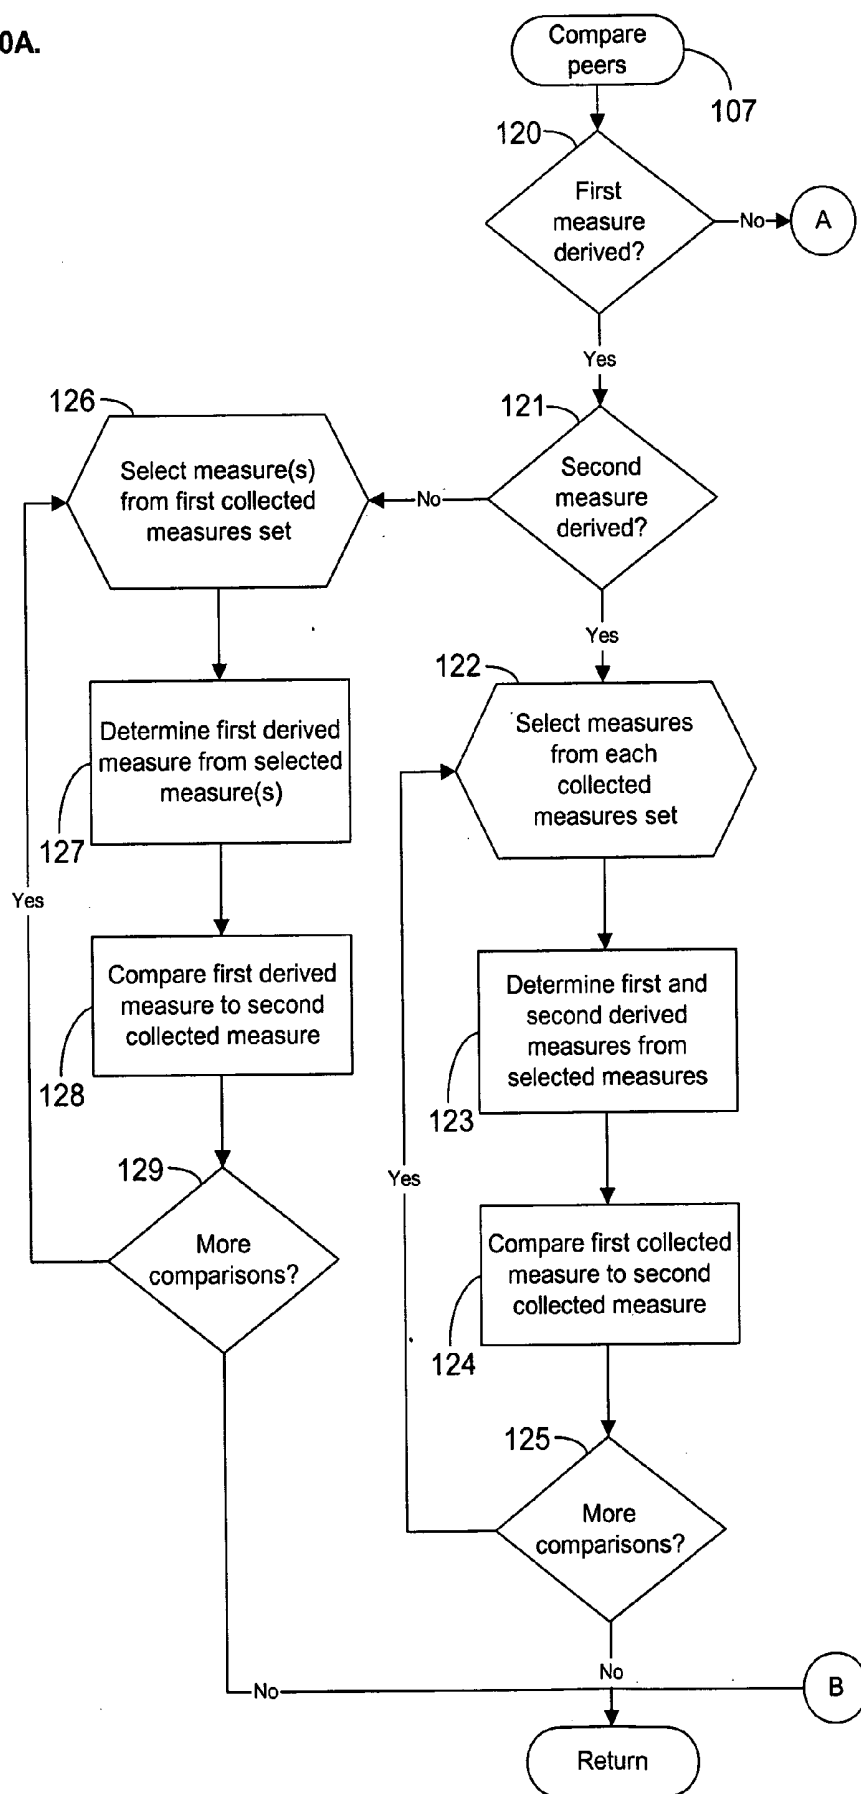 0A.
Compare
peers
107
120
First
measure
derived?
No
A
Yes
126
121
Select measure(s)
from first collected
measures set
No
Second
measure
derived?
Yes
122
Determine first derived
measure from selected
measure(s)
127
Select measures
from each
collected
measures set
Yes
Compare first derived
measure to second
collected measure
128
Determine first and
second derived
measures from
selected measures
123
129
More
comparisons?
Yes
Compare first collected
measure to second
collected measure
124
125
More
comparisons?
No
No
B
Return